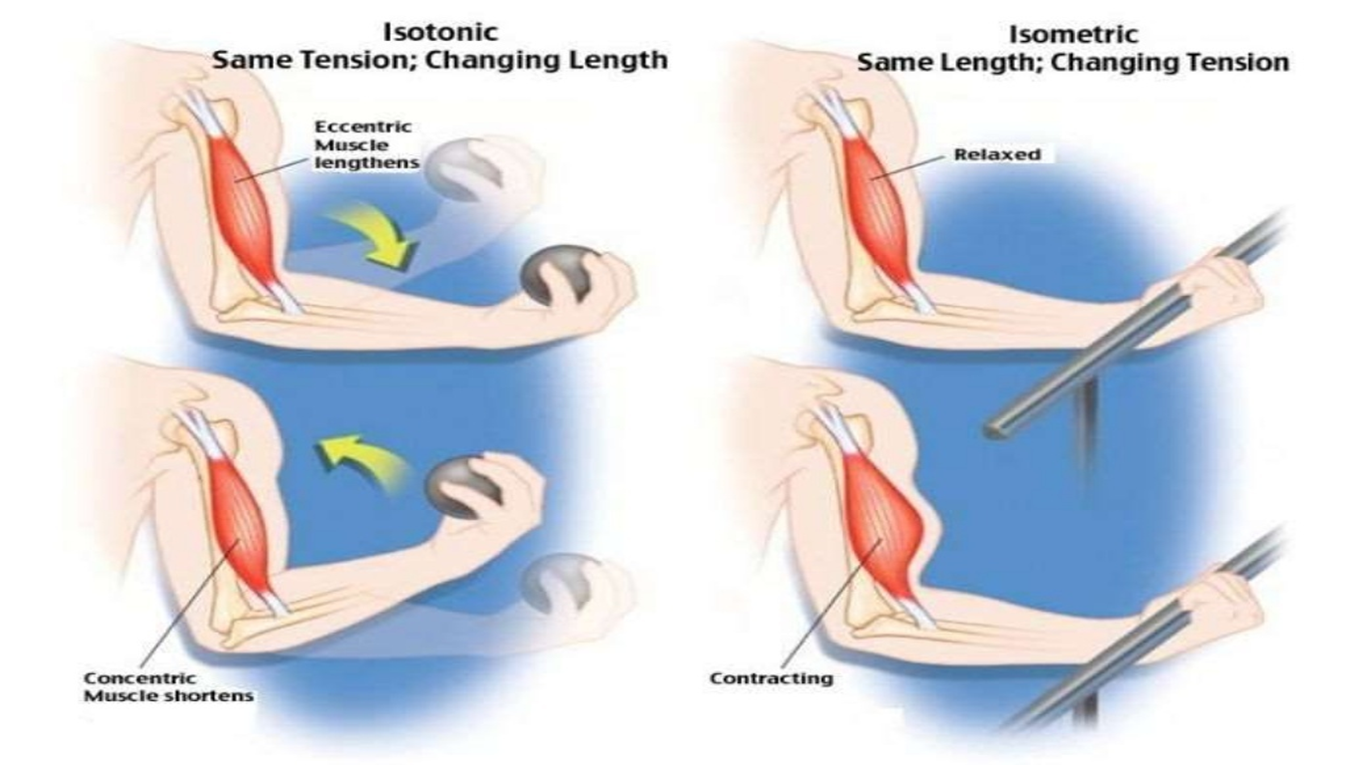 Isotonic
Same Tension; Changing Length
Eccentric
Muscle
lengthens
Concentric
Muscle shortens
Isometric
Same Length; Changing Tension
Relaxed
Contracting